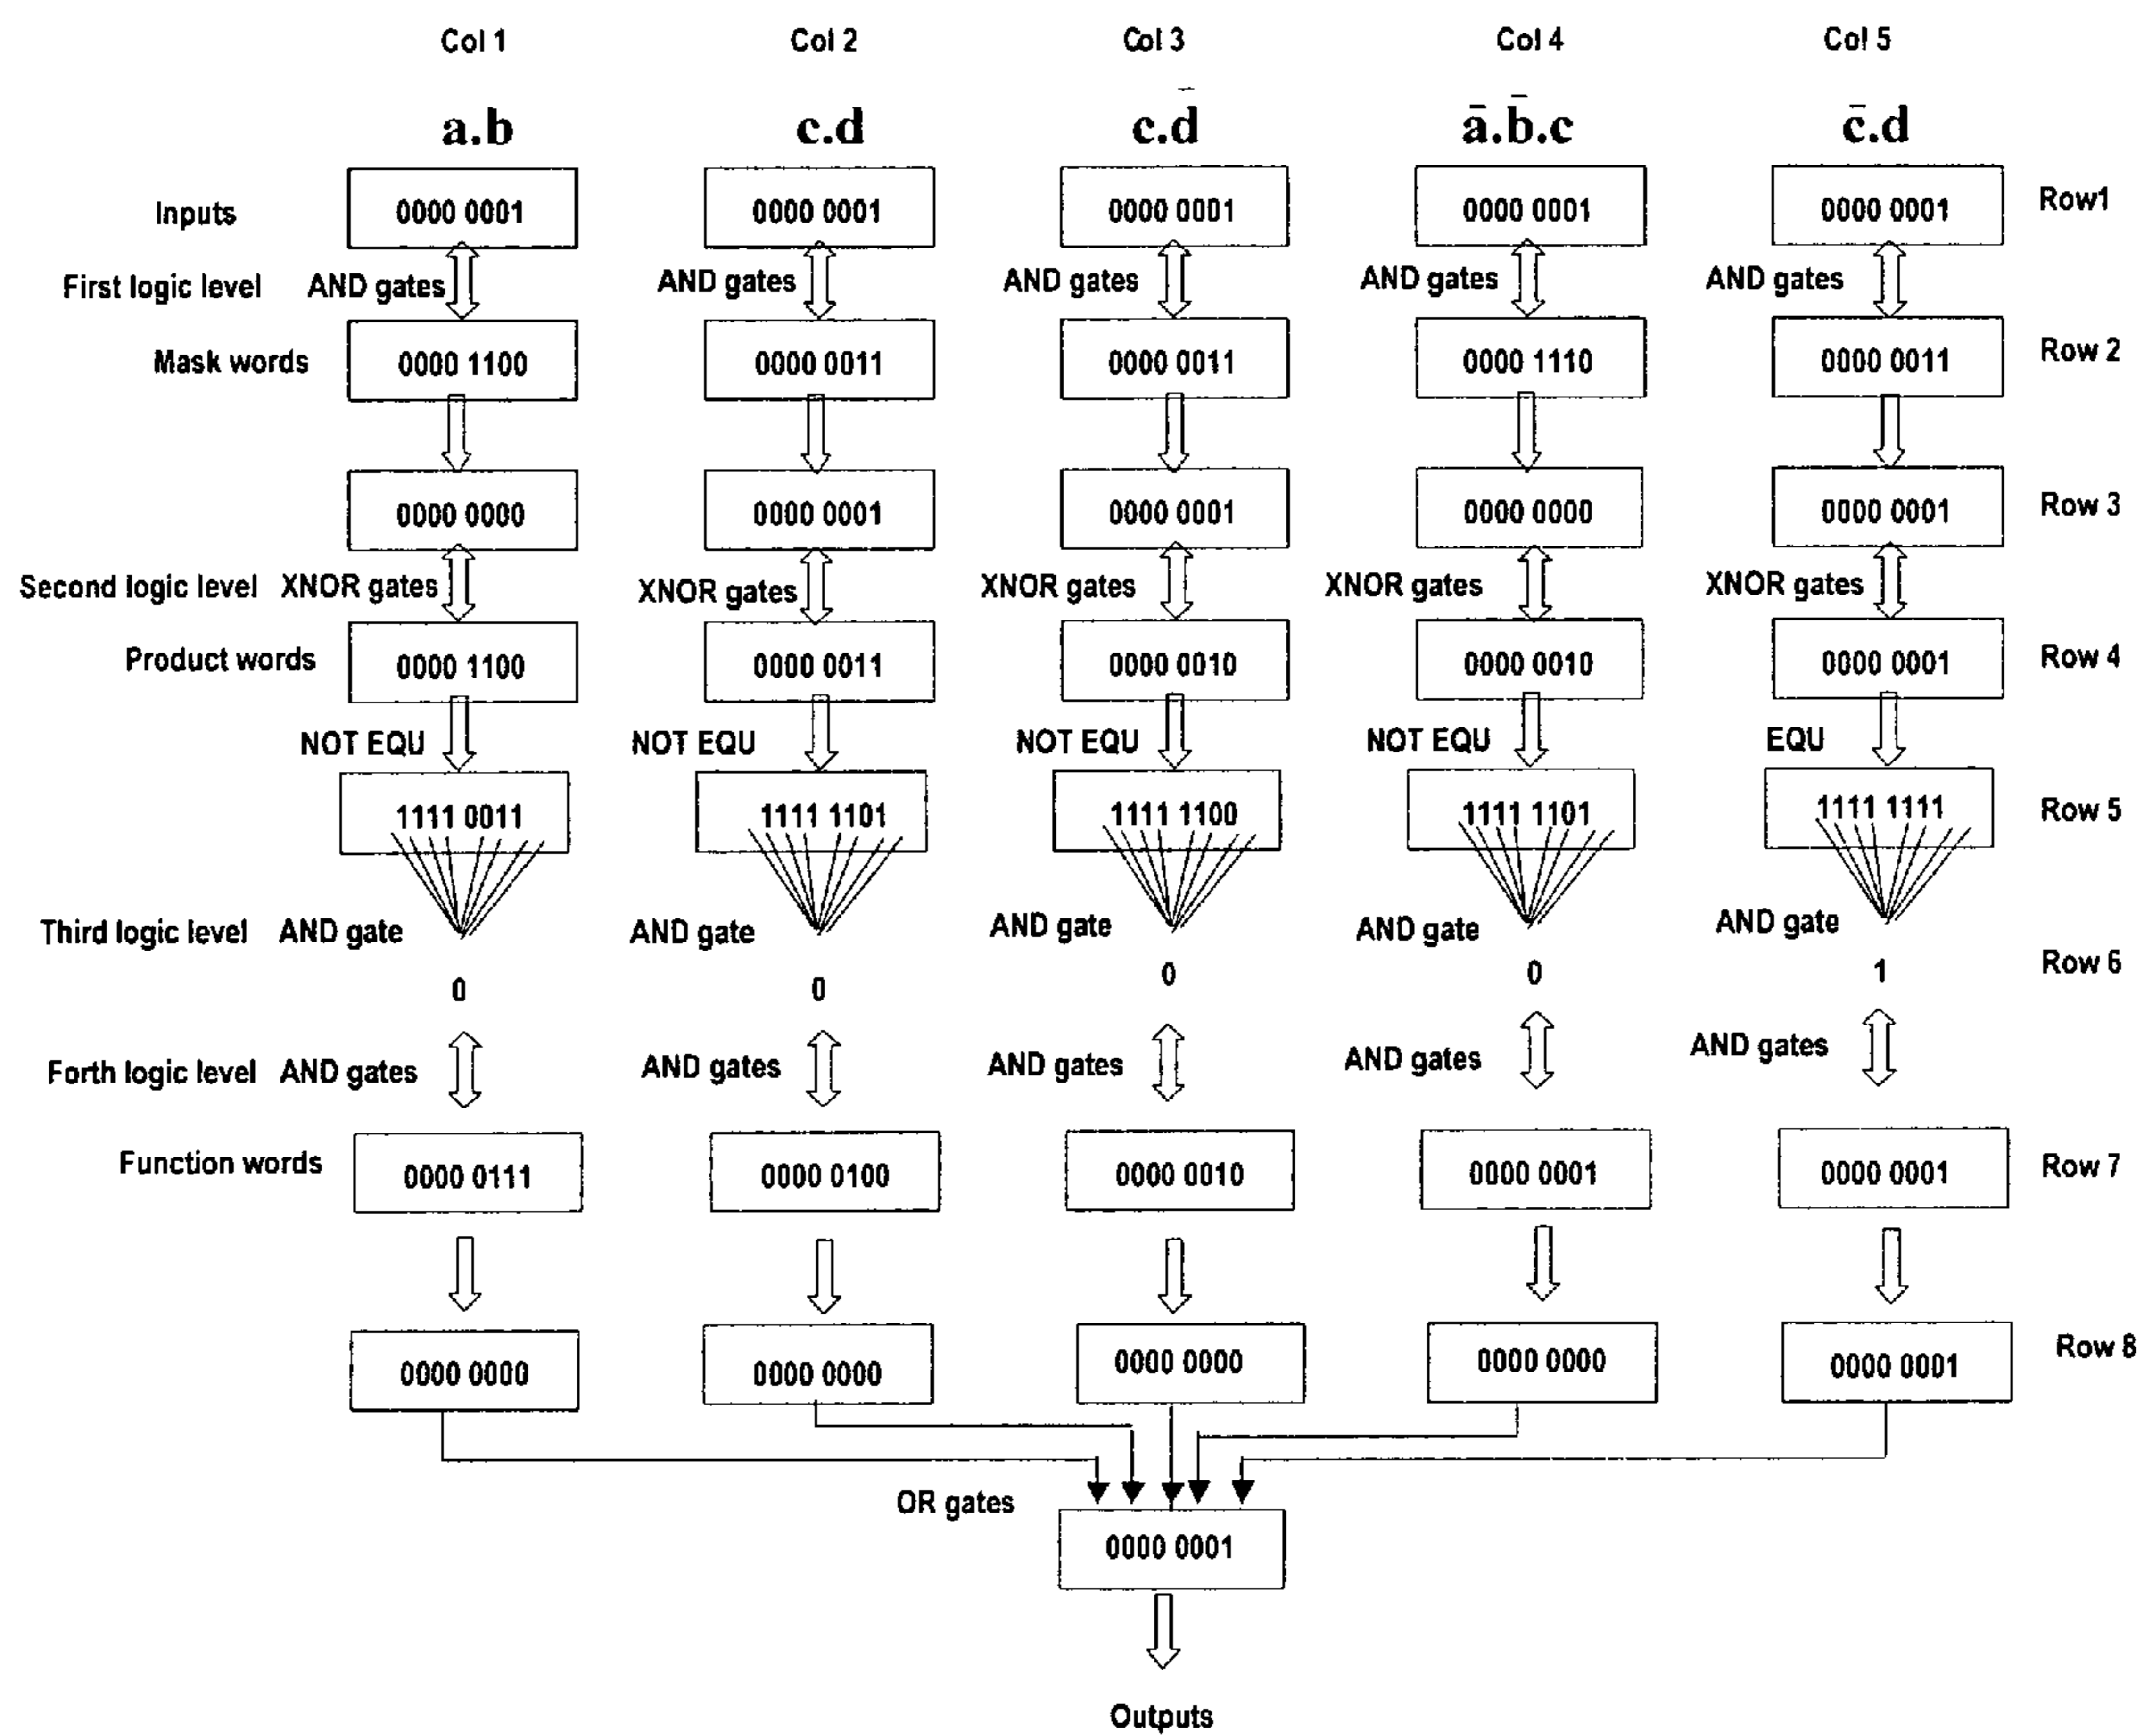 Col 1 Col 2 Col 3 Col 4 Col 5
a.b c.d c.d̄ ā.b̄.c c̄.d
Inputs 0000 0001 0000 0001 0000 0001 0000 0001 0000 0001 Row1
First logic level AND gates AND gates AND gates AND gates AND gates
Mask words 0000 1100 0000 0011 0000 0011 0000 1110 0000 0011 Row 2
0000 0000 0000 0001 0000 0001 0000 0000 0000 0001 Row 3
Second logic level XNOR gates XNOR gates XNOR gates XNOR gates XNOR gates
Product words 0000 1100 0000 0011 0000 0010 0000 0010 0000 0001 Row 4
NOT EQU NOT EQU NOT EQU NOT EQU EQU
1111 0011 1111 1101 1111 1100 1111 1101 1111 1111 Row 5
Third logic level AND gate AND gate AND gate AND gate AND gate
0 0 0 0 1 Row 6
Forth logic level AND gates AND gates AND gates AND gates AND gates
Function words 0000 0111 0000 0100 0000 0010 0000 0001 0000 0001 Row 7
0000 0000 0000 0000 0000 0000 0000 0000 0000 0001 Row 8
OR gates
0000 0001
Outputs